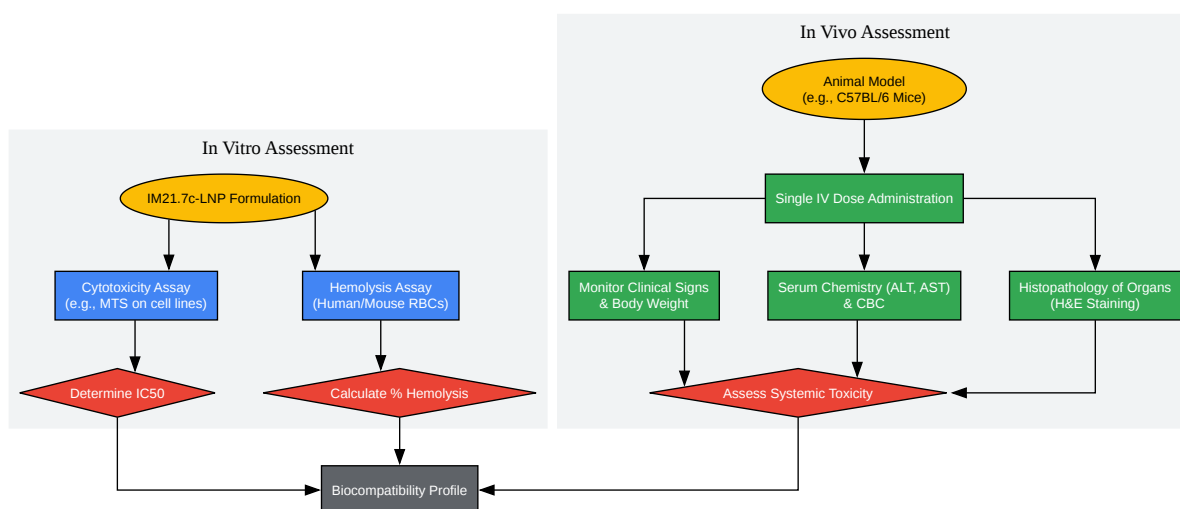 In Vitro Assessment
IM21.7c-LNP Formulation
Cytotoxicity Assay
(e.g., MTS on cell lines)
Hemolysis Assay
(Human/Mouse RBCs)
Determine IC50
Calculate % Hemolysis
In Vivo Assessment
Animal Model
(e.g., C57BL/6 Mice)
Single IV Dose Administration
Monitor Clinical Signs
& Body Weight
Serum Chemistry (ALT, AST)
& CBC
Histopathology of Organs
(H&E Staining)
Assess Systemic Toxicity
Biocompatibility Profile